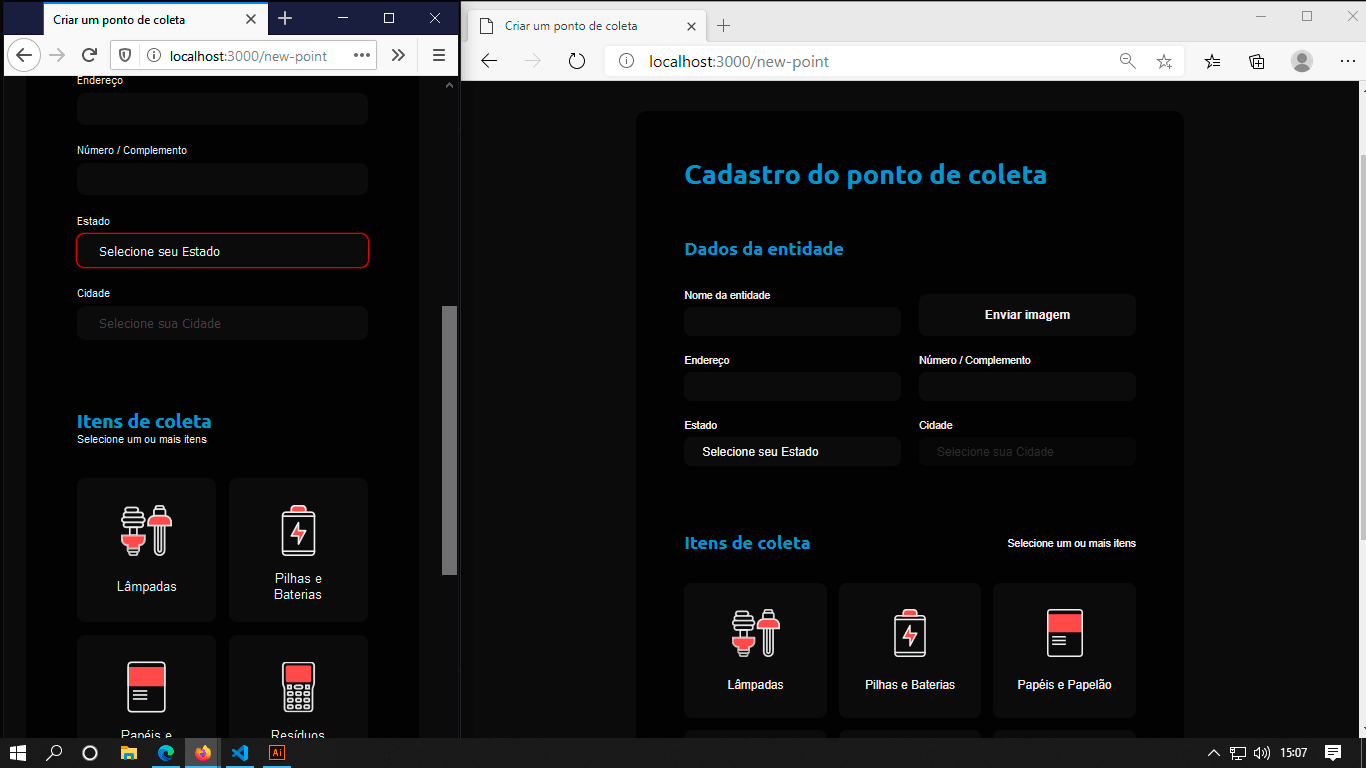 Criar um ponto de coleta
localhost:3000/new-point
Endereço
Número / Complemento
Estado
Selecione seu Estado
Cidade
Selecione sua Cidade
Itens de coleta
Selecione um ou mais itens
Lâmpadas
Pilhas e
Baterias
Papéis e
Resíduos
Criar um ponto de coleta
localhost:3000/new-point
Cadastro do ponto de coleta
Dados da entidade
Nome da entidade
Enviar imagem
Endereço
Número / Complemento
Estado
Cidade
Selecione seu Estado
Selecione sua Cidade
Itens de coleta
Selecione um ou mais itens
Lâmpadas
Pilhas e Baterias
Papéis e Papelão
Ai
15:07